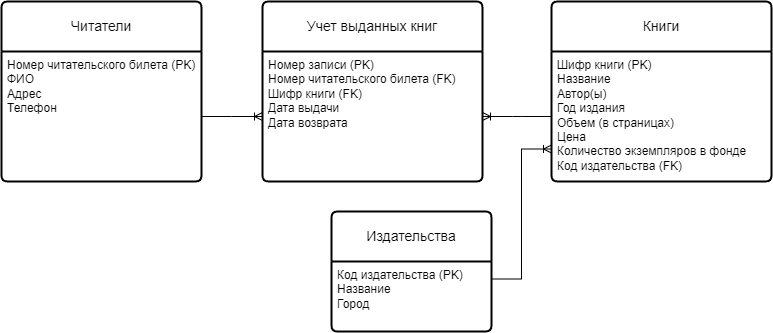 Читатели
Номер читательского билета (PK)
ФИО
Адрес
Телефон
Учет выданных книг
Номер записи (PK)
Номер читательского билета (FK)
Шифр книги (FK)
Дата выдачи
Дата возврата
Книги
Шифр книги (PK)
Название
Автор(ы)
Год издания
Объем (в страницах)
Цена
Количество экземпляров в фонде
Код издательства (FK)
Издательства
Код издательства (PK)
Название
Город